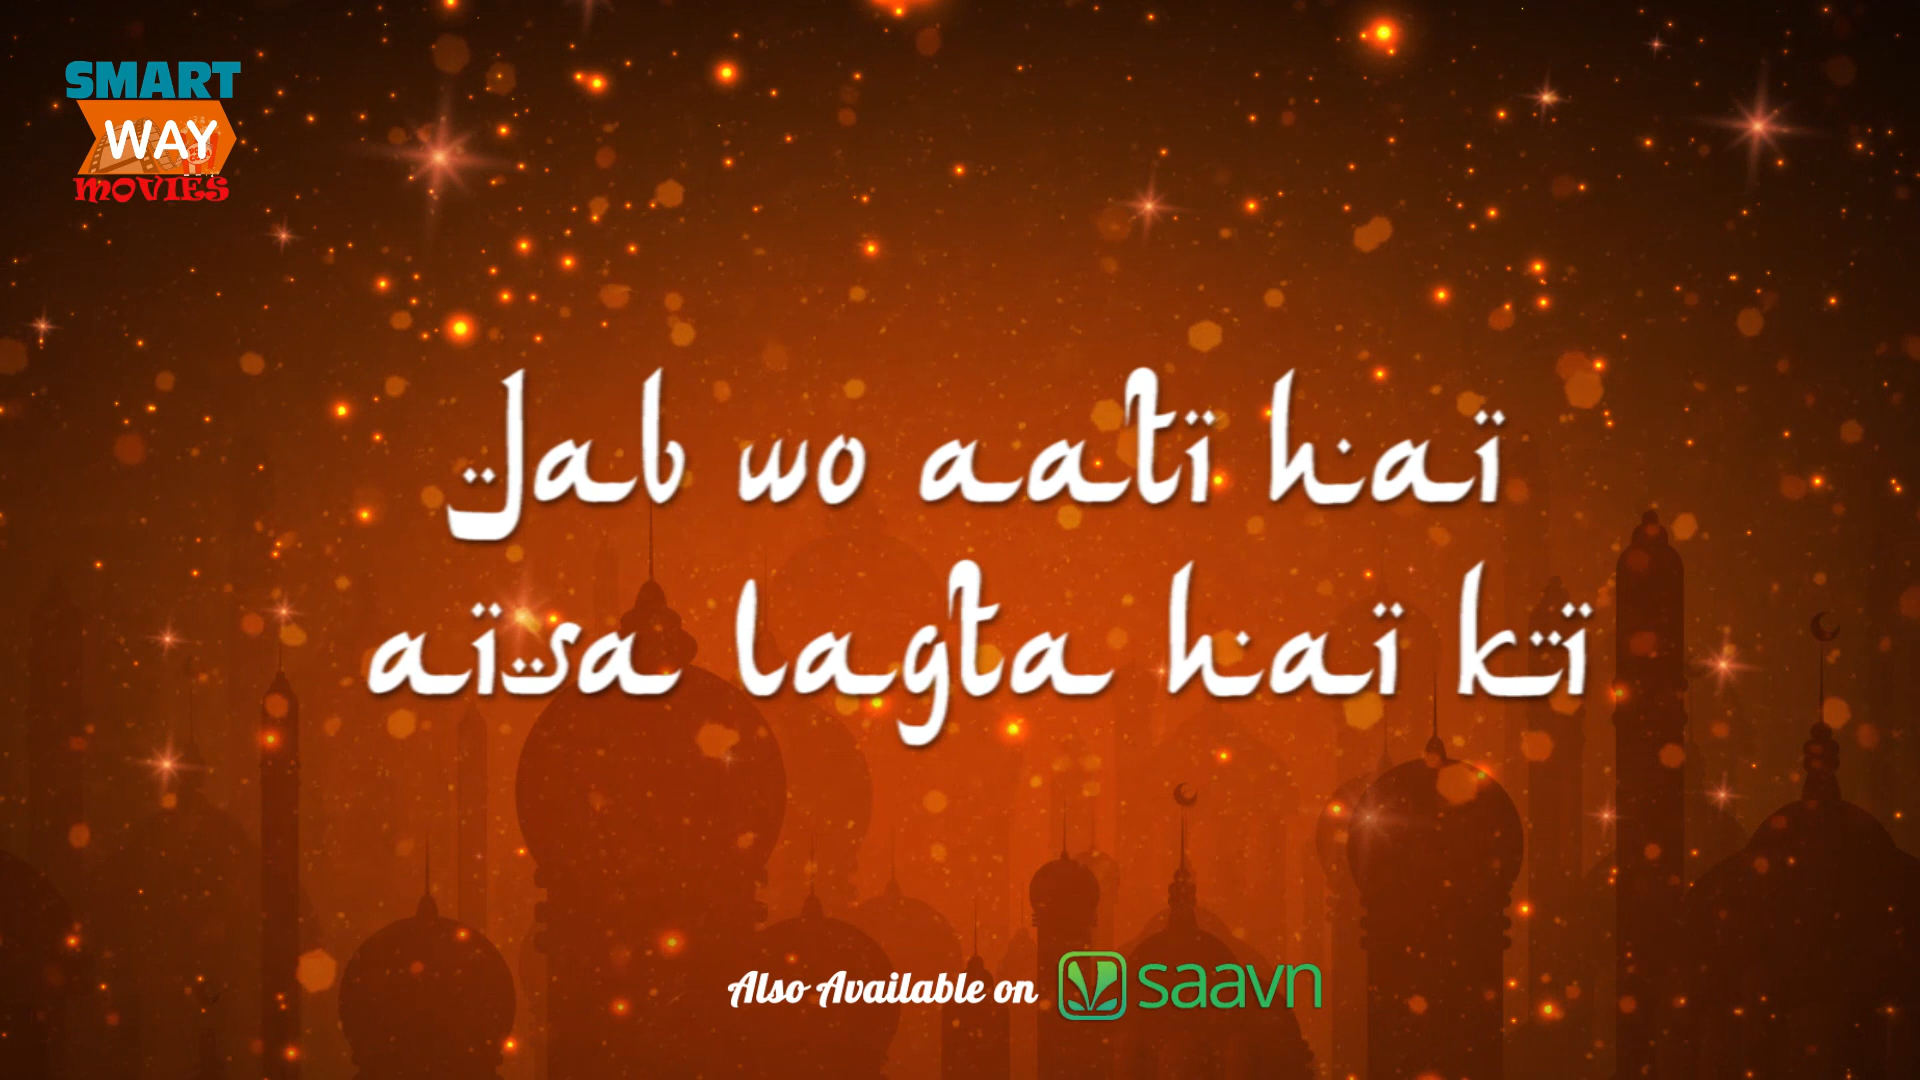 SMART
WAY
MOVIES
Jab wo aati hai
aisa lagta hai ki
Also Available on saavn